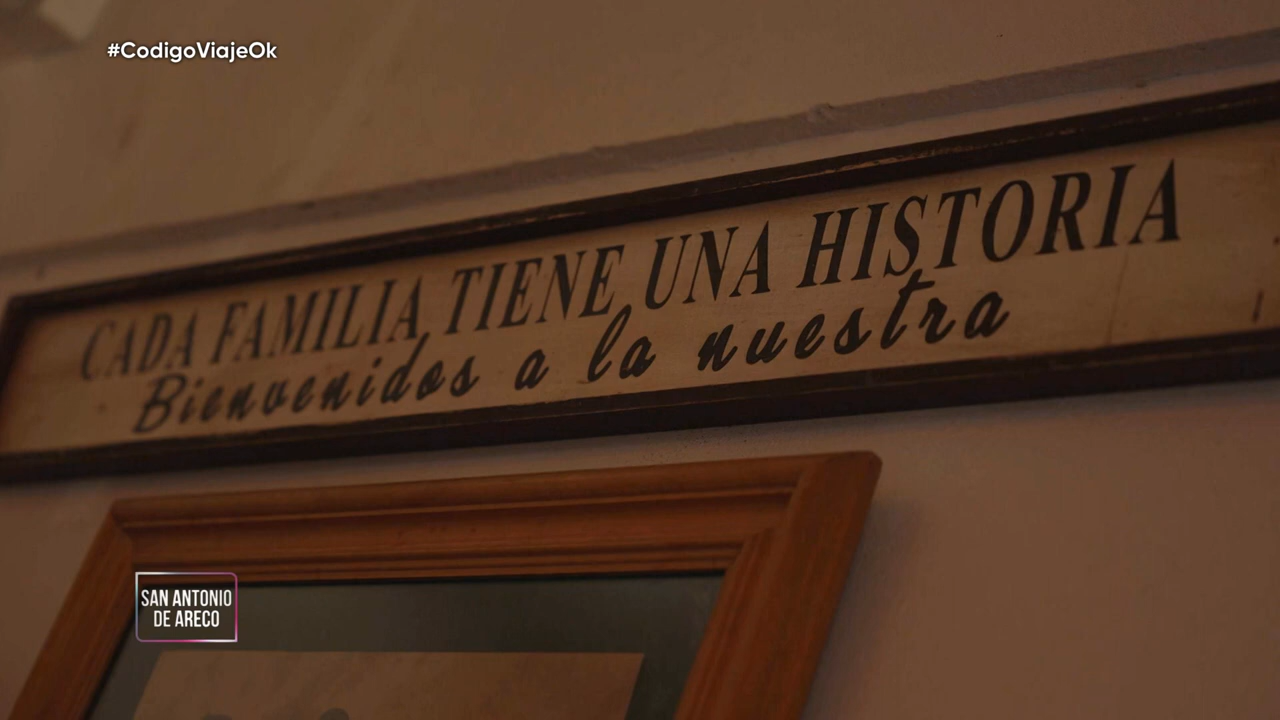 #CodigoViajeOk
CADA FAMILIA TIENE UNA HISTORIA
Bienvenidos a la nuestra
SAN ANTONIO
DE ARECO